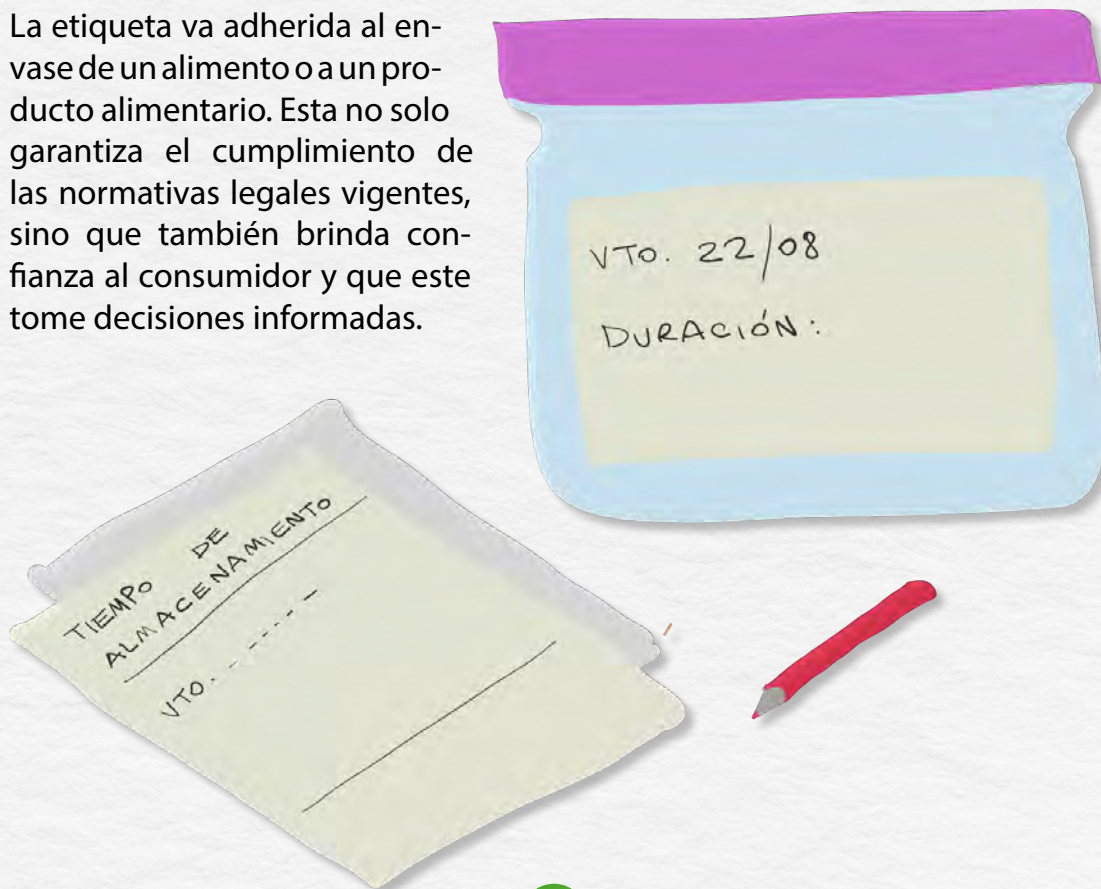 La etiqueta va adherida al en-
vase de un alimento o a un pro-
ducto alimentario. Esta no solo
garantiza el cumplimiento de
las normativas legales vigentes,
sino que también brinda con-
fianza al consumidor y que este
tome decisiones informadas.
VTO. 22/08
DURACIÓN:
TIEMPO DE
ALMACENAMIENTO
VTO. - - - - - -